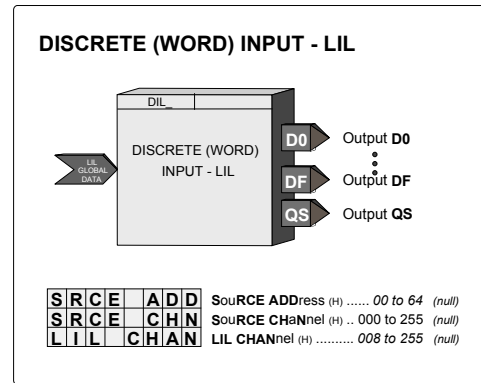 DISCRETE (WORD) INPUT - LIL
DIL_
DISCRETE (WORD)
INPUT - LIL
LIL
GLOBAL
DATA
D0 Output D0
DF Output DF
QS Output QS
SRCE ADD SouRCE ADDress (H) ...... 00 to 64 (null)
SRCE CHN SouRCE CHaNnel (H) .. 000 to 255 (null)
LIL CHAN LIL CHANnel (H) .......... 008 to 255 (null)